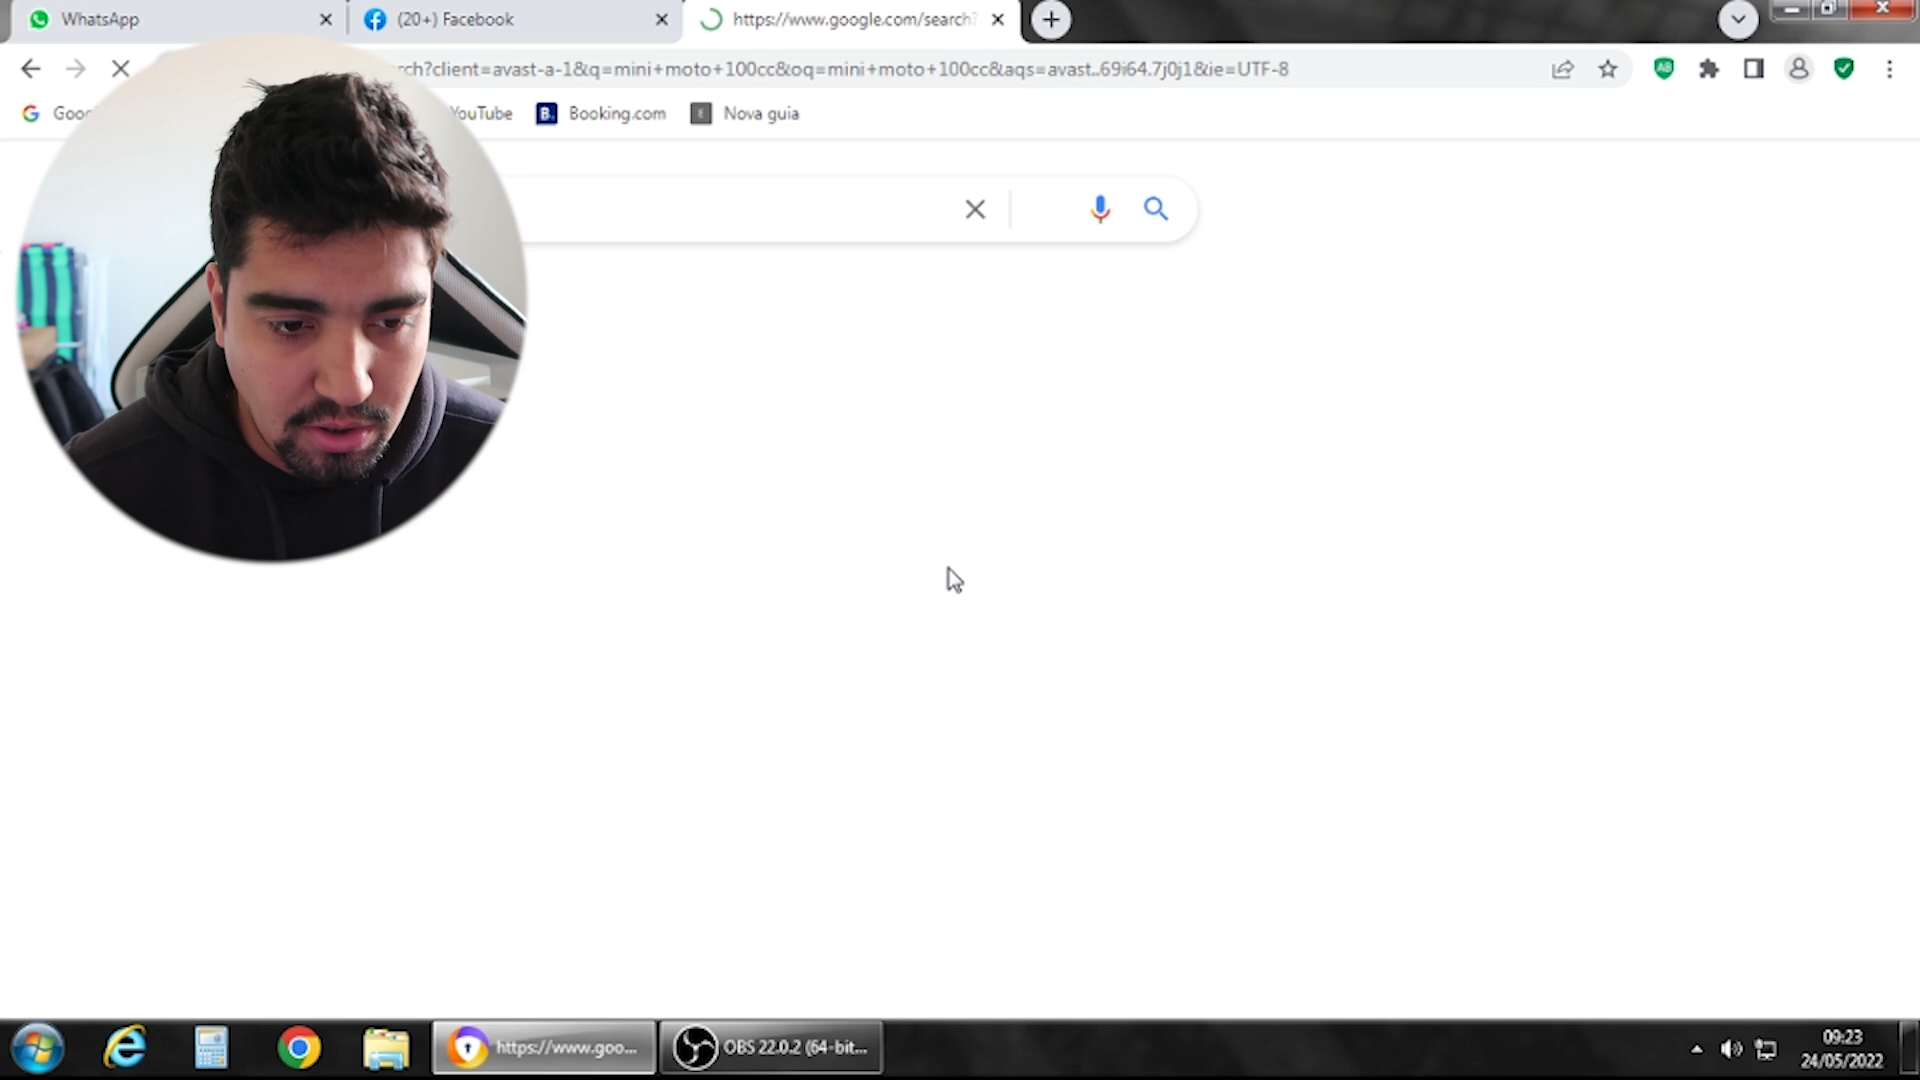 WhatsApp
(20+) Facebook
https://www.google.com/search?
rch?client=avast-a-1&q=mini+moto+100cc&oq=mini+moto+100cc&aqs=avast..69i64.7j0j1&ie=UTF-8
Goo
YouTube
Booking.com
Nova guia
https://www.goo...
OBS 22.0.2 (64-bit...
09:23
24/05/2022